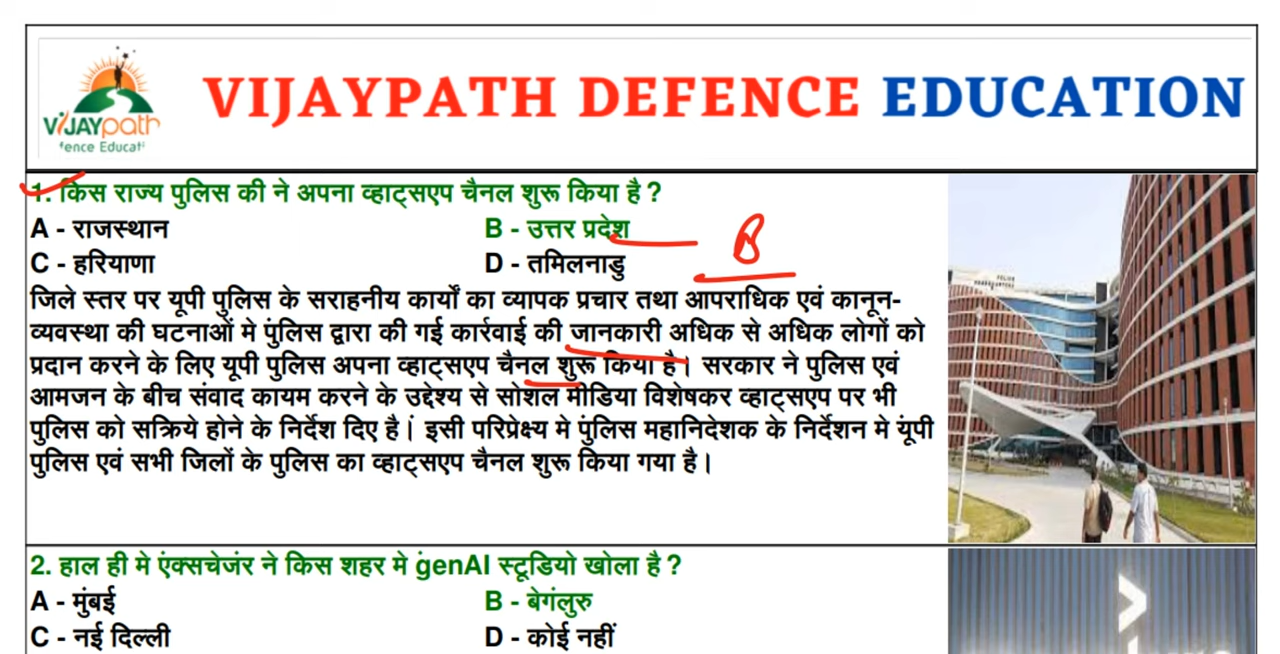 VIJAYPATH DEFENCE EDUCATION
VIJAYpath
fence Educati
1. किस राज्य पुलिस की ने अपना व्हाट्सएप चैनल शुरू किया है ?
A - राजस्थान
B - उत्तर प्रदेश
B
C - हरियाणा
D - तमिलनाडु
जिले स्तर पर यूपी पुलिस के सराहनीय कार्यों का व्यापक प्रचार तथा आपराधिक एवं कानून-
व्यवस्था की घटनाओं मे पुंलिस द्वारा की गई कार्रवाई की जानकारी अधिक से अधिक लोगों को
प्रदान करने के लिए यूपी पुलिस अपना व्हाट्सएप चैनल शुरू किया है। सरकार ने पुलिस एवं
आमजन के बीच संवाद कायम करने के उद्देश्य से सोशल मीडिया विशेषकर व्हाट्सएप पर भी
पुलिस को सक्रिये होने के निर्देश दिए है। इसी परिप्रेक्ष्य मे पुंलिस महानिदेशक के निर्देशन मे यूंपी
पुलिस एवं सभी जिलों के पुलिस का व्हाट्सएप चैनल शुरू किया गया है।
2. हाल ही मे एंक्सचेजंर ने किस शहर मे ġenAI स्टूडियो खोला है ?
A - मुंबई
B - बेगंलुरु
C - नई दिल्ली
D - कोई नहीं